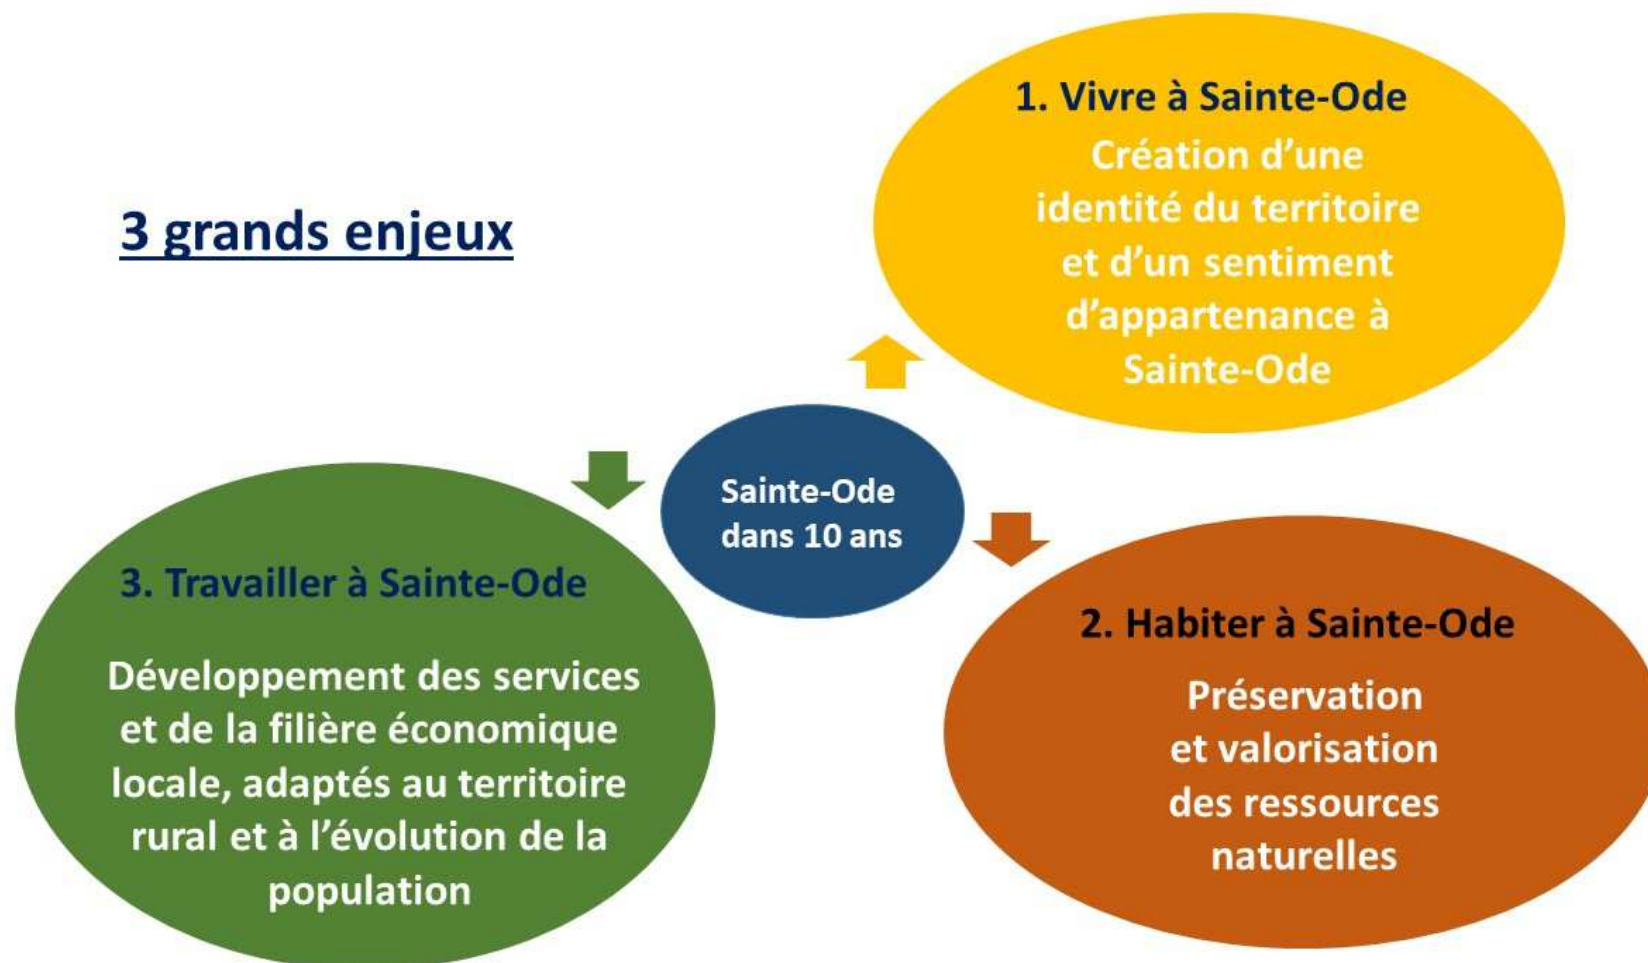 3 grands enjeux
1. Vivre à Sainte-Ode
Création d’une
identité du territoire
et d’un sentiment
d’appartenance à
Sainte-Ode
Sainte-Ode
dans 10 ans
2. Habiter à Sainte-Ode
Préservation
et valorisation
des ressources
naturelles
3. Travailler à Sainte-Ode
Développement des services
et de la filière économique
locale, adaptés au territoire
rural et à l’évolution de la
population